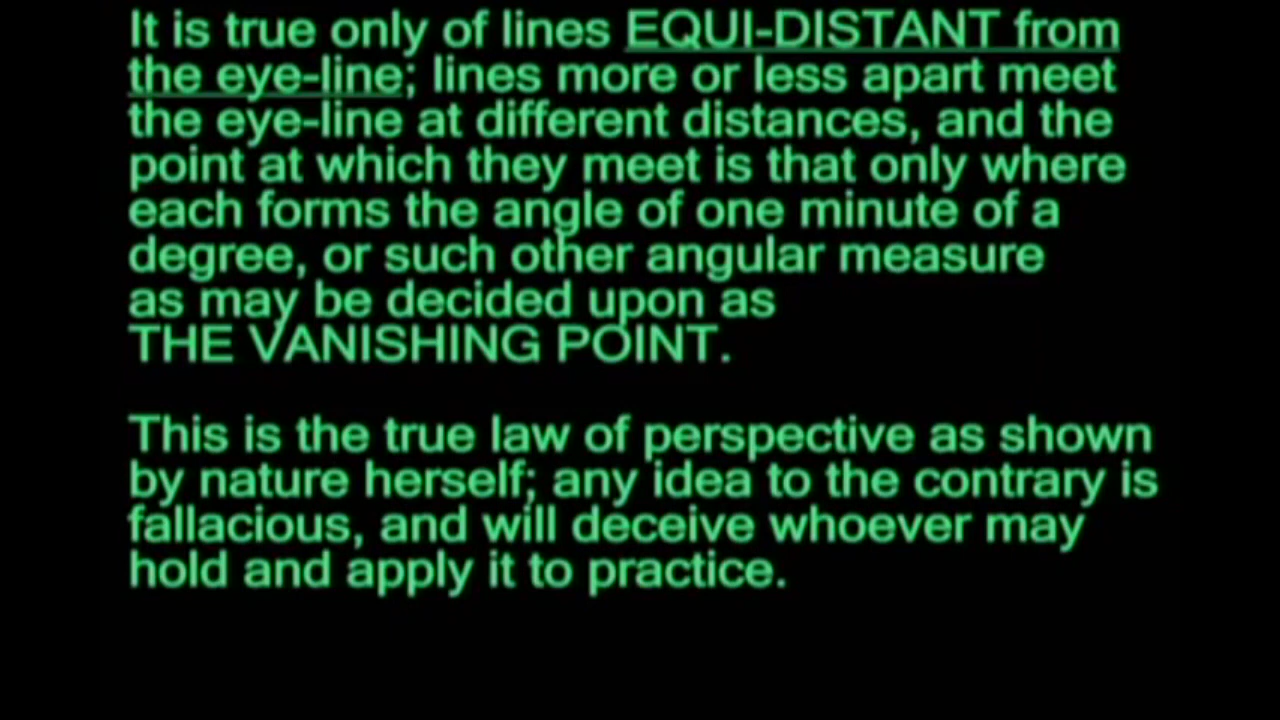 It is true only of lines EQUI-DISTANT from
the eye-line; lines more or less apart meet
the eye-line at different distances, and the
point at which they meet is that only where
each forms the angle of one minute of a
degree, or such other angular measure
as may be decided upon as
THE VANISHING POINT.
This is the true law of perspective as shown
by nature herself; any idea to the contrary is
fallacious, and will deceive whoever may
hold and apply it to practice.